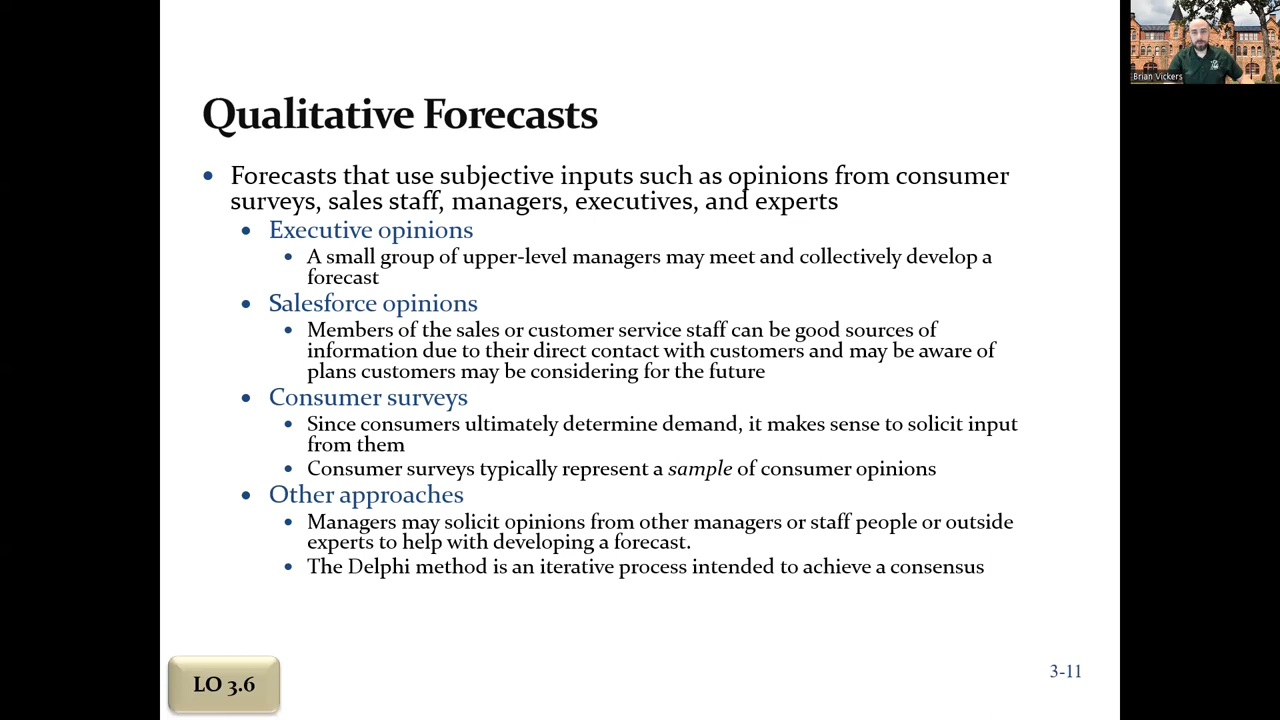 Brian Vickers
Qualitative Forecasts
• Forecasts that use subjective inputs such as opinions from consumer
surveys, sales staff, managers, executives, and experts
• Executive opinions
• A small group of upper-level managers may meet and collectively develop a
forecast
• Salesforce opinions
• Members of the sales or customer service staff can be good sources of
information due to their direct contact with customers and may be aware of
plans customers may be considering for the future
• Consumer surveys
• Since consumers ultimately determine demand, it makes sense to solicit input
from them
• Consumer surveys typically represent a sample of consumer opinions
• Other approaches
• Managers may solicit opinions from other managers or staff people or outside
experts to help with developing a forecast.
• The Delphi method is an iterative process intended to achieve a consensus
LO 3.6
3-11